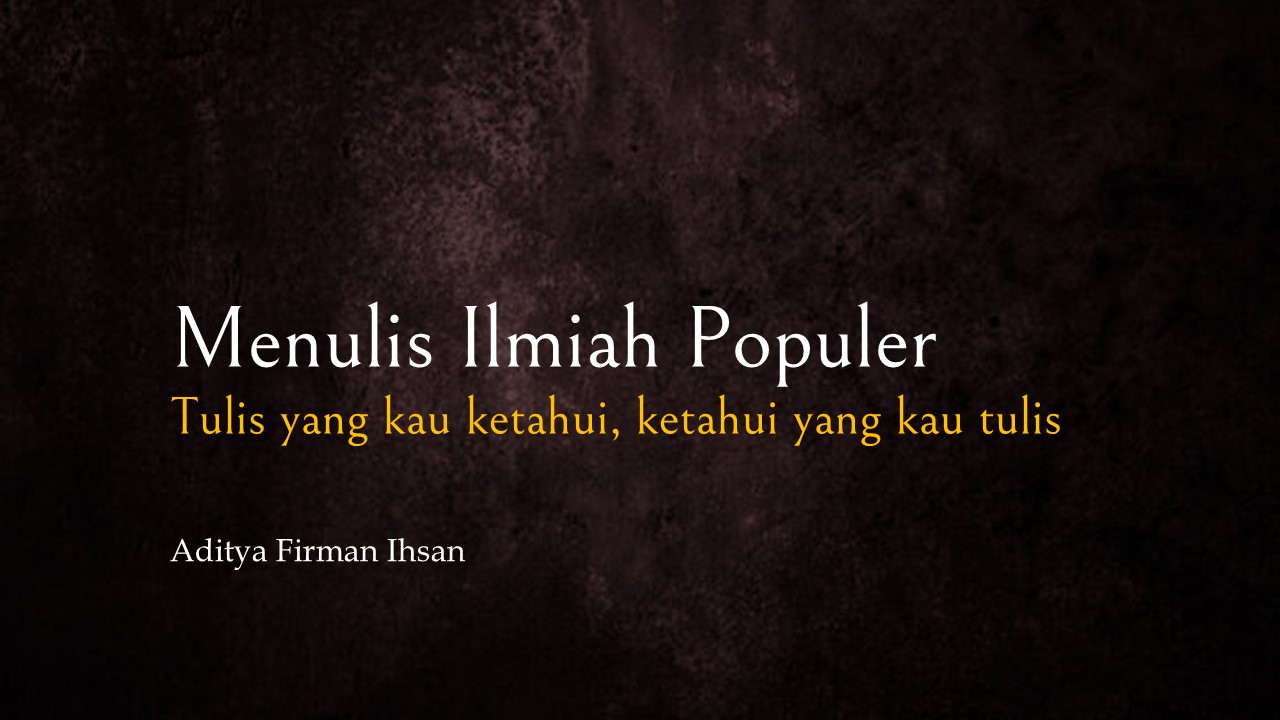 Menulis Ilmiah Populer
Tulis yang kau ketahui, ketahui yang kau tulis
Aditya Firman Ihsan